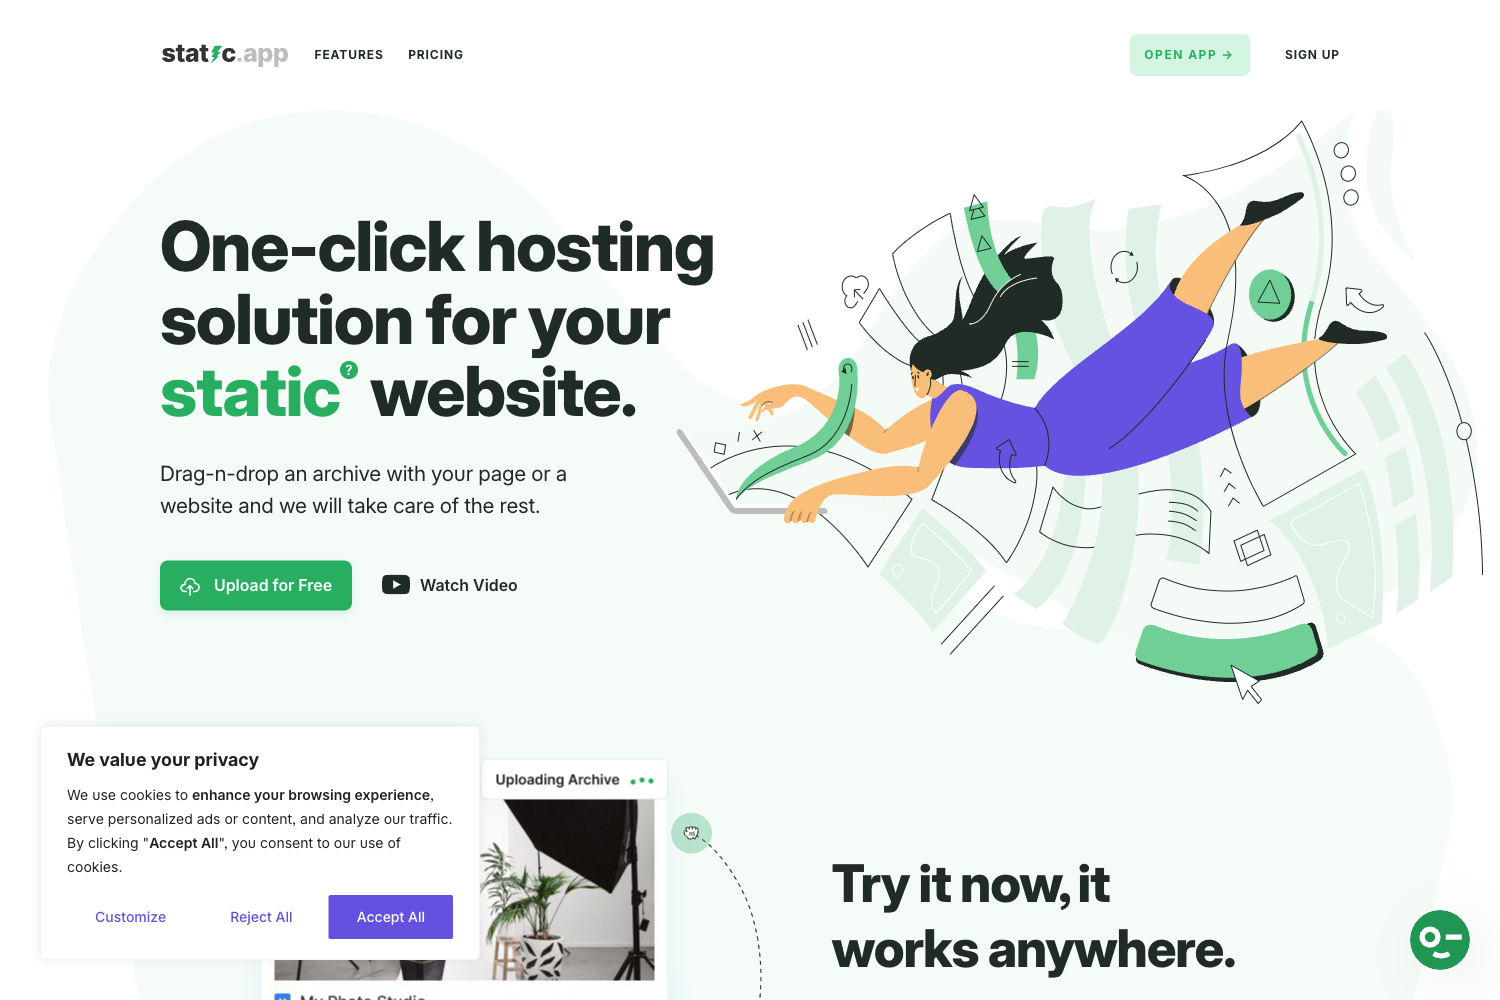 static.app
FEATURES
PRICING
OPEN APP →
SIGN UP
One-click hosting
solution for your
static? website.
Drag-n-drop an archive with your page or a
website and we will take care of the rest.
Upload for Free
Watch Video
We value your privacy
We use cookies to enhance your browsing experience,
serve personalized ads or content, and analyze our traffic.
By clicking "Accept All", you consent to our use of
cookies.
Customize
Reject All
Accept All
Uploading Archive
My Photo Studio
Try it now, it
works anywhere.